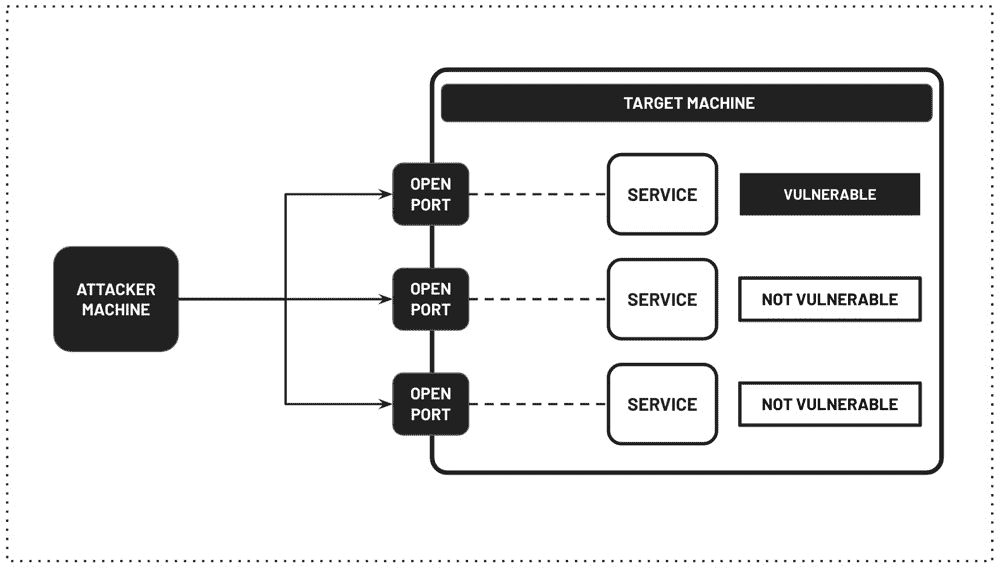 TARGET MACHINE
OPEN
PORT
SERVICE
VULNERABLE
ATTACKER
MACHINE
OPEN
PORT
SERVICE
NOT VULNERABLE
OPEN
PORT
SERVICE
NOT VULNERABLE